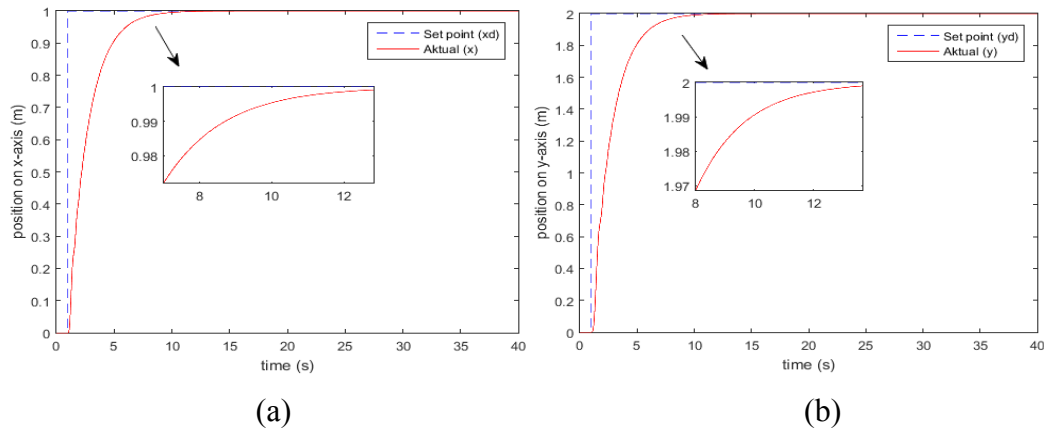 position on x-axis (m)
1
0.9
0.8
0.7
0.6
0.5
0.4
0.3
0.2
0.1
0
0 5 10 15 20 25 30 35 40
time (s)
Set point (xd)
Aktual (x)
1
0.99
0.98
8 10 12
(a)
position on y-axis (m)
2
1.8
1.6
1.4
1.2
1
0.8
0.6
0.4
0.2
0
0 5 10 15 20 25 30 35 40
time (s)
Set point (yd)
Aktual (y)
2
1.99
1.98
1.97
8 10 12
(b)